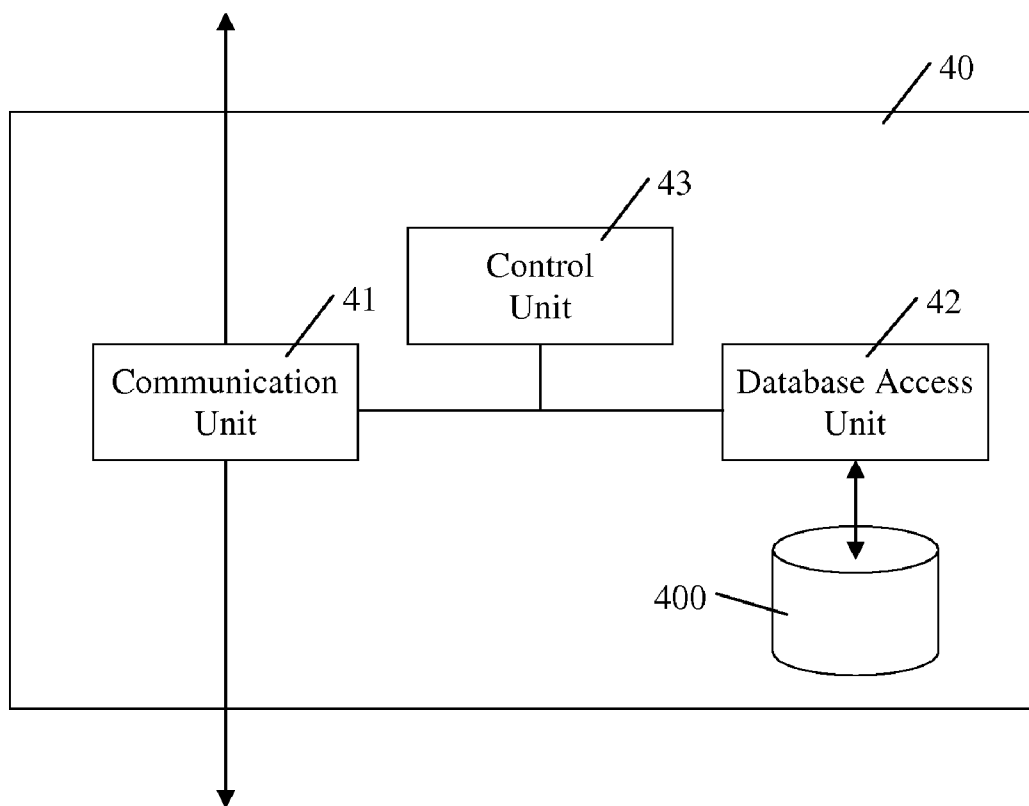 40
43
Control
Unit
41
42
Communication
Unit
Database Access
Unit
400